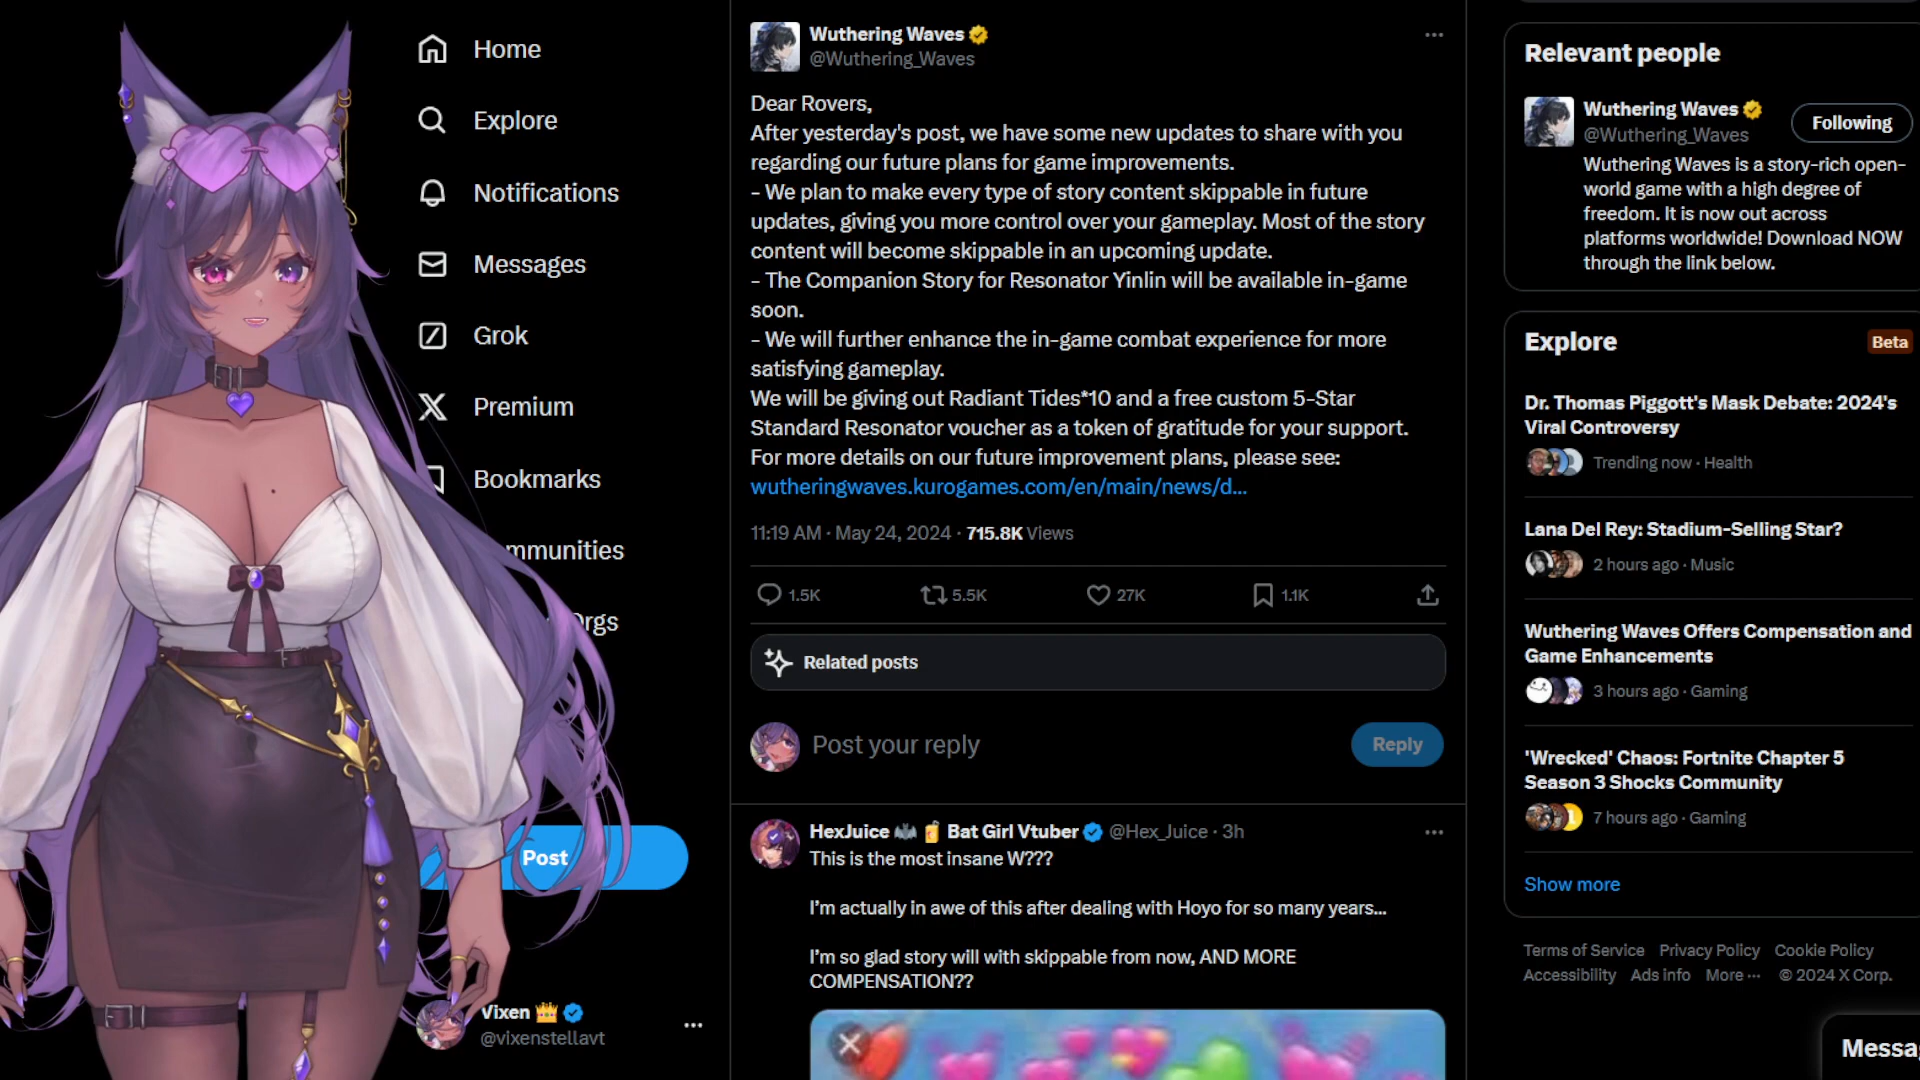 Home
Explore
Notifications
Messages
Grok
Premium
Bookmarks
mmunities
Orgs
Post
Vixen
@vixenstellavt
Wuthering Waves
@Wuthering_Waves
Dear Rovers,
After yesterday's post, we have some new updates to share with you
regarding our future plans for game improvements.
- We plan to make every type of story content skippable in future
updates, giving you more control over your gameplay. Most of the story
content will become skippable in an upcoming update.
- The Companion Story for Resonator Yinlin will be available in-game
soon.
- We will further enhance the in-game combat experience for more
satisfying gameplay.
We will be giving out Radiant Tides*10 and a free custom 5-Star
Standard Resonator voucher as a token of gratitude for your support.
For more details on our future improvement plans, please see:
wutheringwaves.kurogames.com/en/main/news/d...
11:19 AM · May 24, 2024 · 715.8K Views
1.5K 5.5K 27K 1.1K
Related posts
Post your reply
Reply
HexJuice Bat Girl Vtuber @Hex_Juice · 3h
This is the most insane W???
I'm actually in awe of this after dealing with Hoyo for so many years...
I'm so glad story will with skippable from now, AND MORE
COMPENSATION??
Relevant people
Wuthering Waves
@Wuthering_Waves
Following
Wuthering Waves is a story-rich open-
world game with a high degree of
freedom. It is now out across
platforms worldwide! Download NOW
through the link below.
Explore
Beta
Dr. Thomas Piggott's Mask Debate: 2024's
Viral Controversy
Trending now · Health
Lana Del Rey: Stadium-Selling Star?
2 hours ago · Music
Wuthering Waves Offers Compensation and
Game Enhancements
3 hours ago · Gaming
'Wrecked' Chaos: Fortnite Chapter 5
Season 3 Shocks Community
7 hours ago · Gaming
Show more
Terms of Service Privacy Policy Cookie Policy
Accessibility Ads info More ··· © 2024 X Corp.
Messa